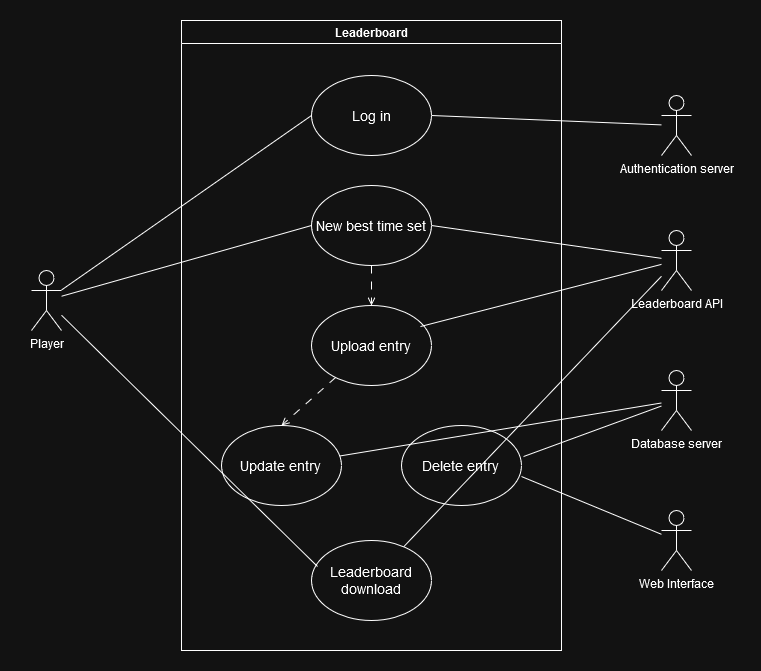 Leaderboard
Log in
Authentication server
New best time set
Leaderboard API
Player
Upload entry
Database server
Update entry
Delete entry
Leaderboard
download
Web Interface